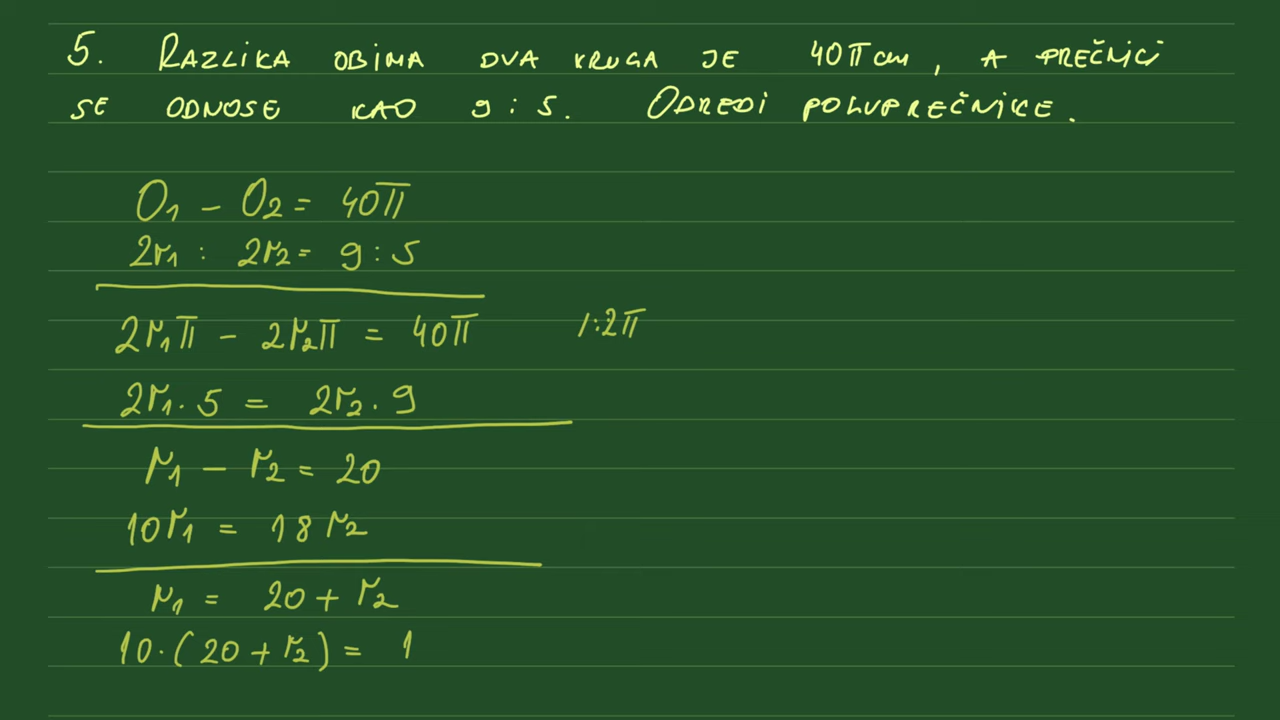 5. RAZLIKA OBIMA DVA KRUGA JE 40π cm, A PREČNICI
SE ODNOSE KAO 9 : 5. ODREDI POLUPREČNIKE.
O₁ - O₂ = 40π
2r₁ : 2r₂ = 9 : 5
2r₁π - 2r₂π = 40π /:2π
2r₁ · 5 = 2r₂ · 9
r₁ - r₂ = 20
10r₁ = 18r₂
r₁ = 20 + r₂
10·(20 + r₂) = 1